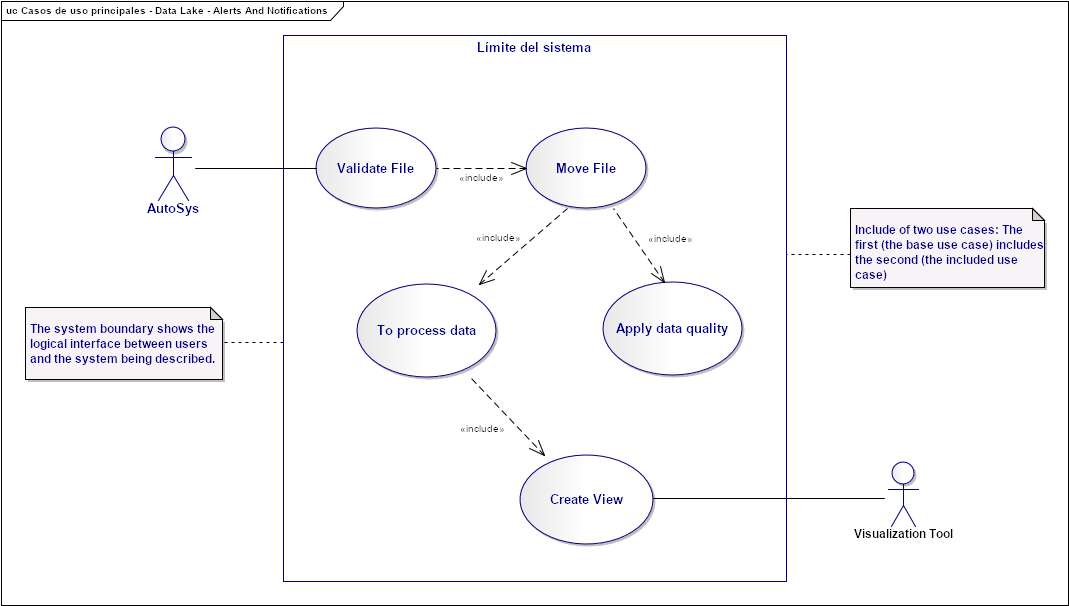 uc Casos de uso principales - Data Lake - Alerts And Notifications
Límite del sistema
Validate File
«include»
Move File
AutoSys
«include»
«include»
Include of two use cases: The
first (the base use case) includes
the second (the included use
case)
The system boundary shows the
logical interface between users
and the system being described.
To process data
Apply data quality
«include»
Create View
Visualization Tool